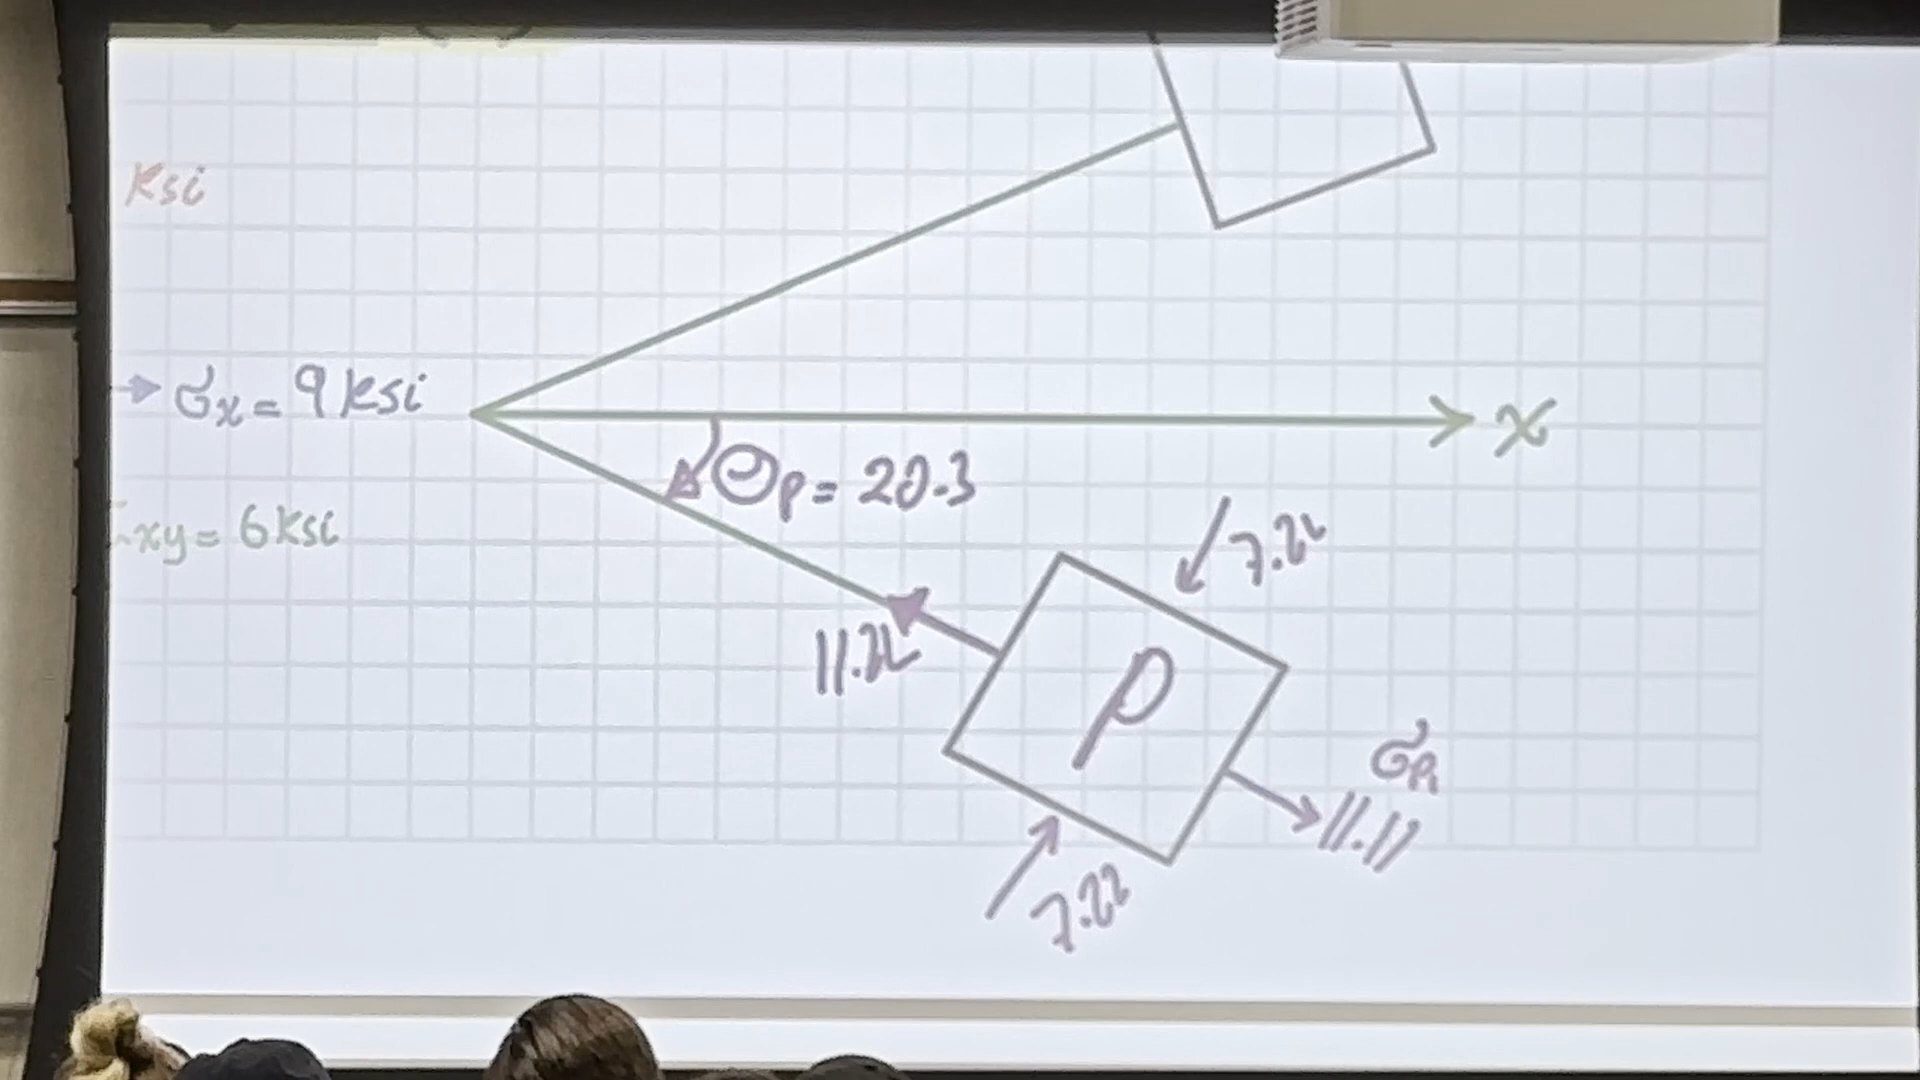 Ksi
σx = 9 ksi
x
θp = 20.3
xy = 6 ksi
7.22
11.22
P
σP1
11.11
7.22